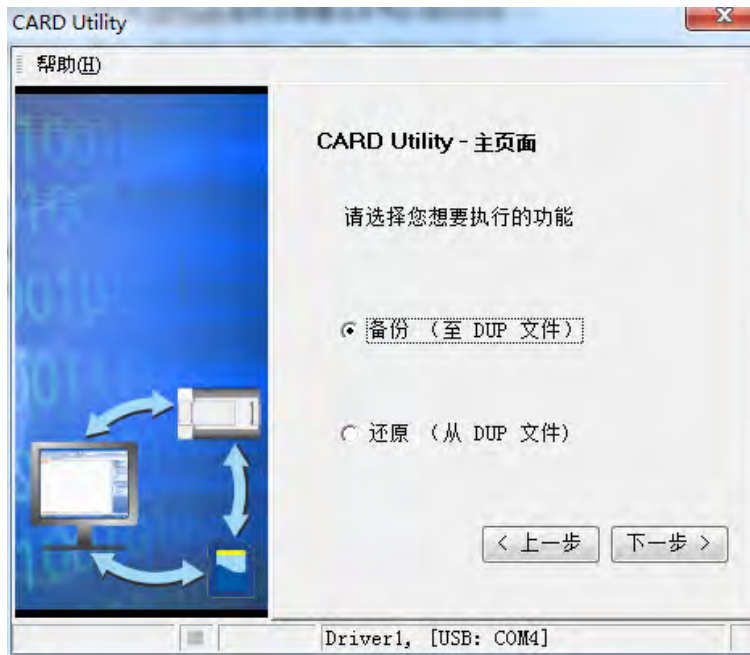 CARD Utility
帮助(H)
CARD Utility - 主页面
请选择您想要执行的功能
备份 （至 DUP 文件）
还原 （从 DUP 文件）
< 上一步
下一步 >
Driver1, [USB: COM4]